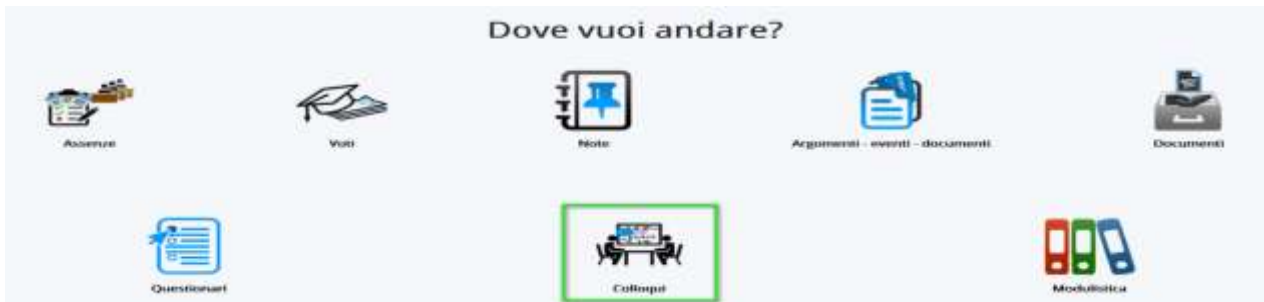 Dove vuoi andare?
Assenze
Voti
Note
Argomenti - eventi - documenti
Documenti
Questionari
Colloqui
Modulistica